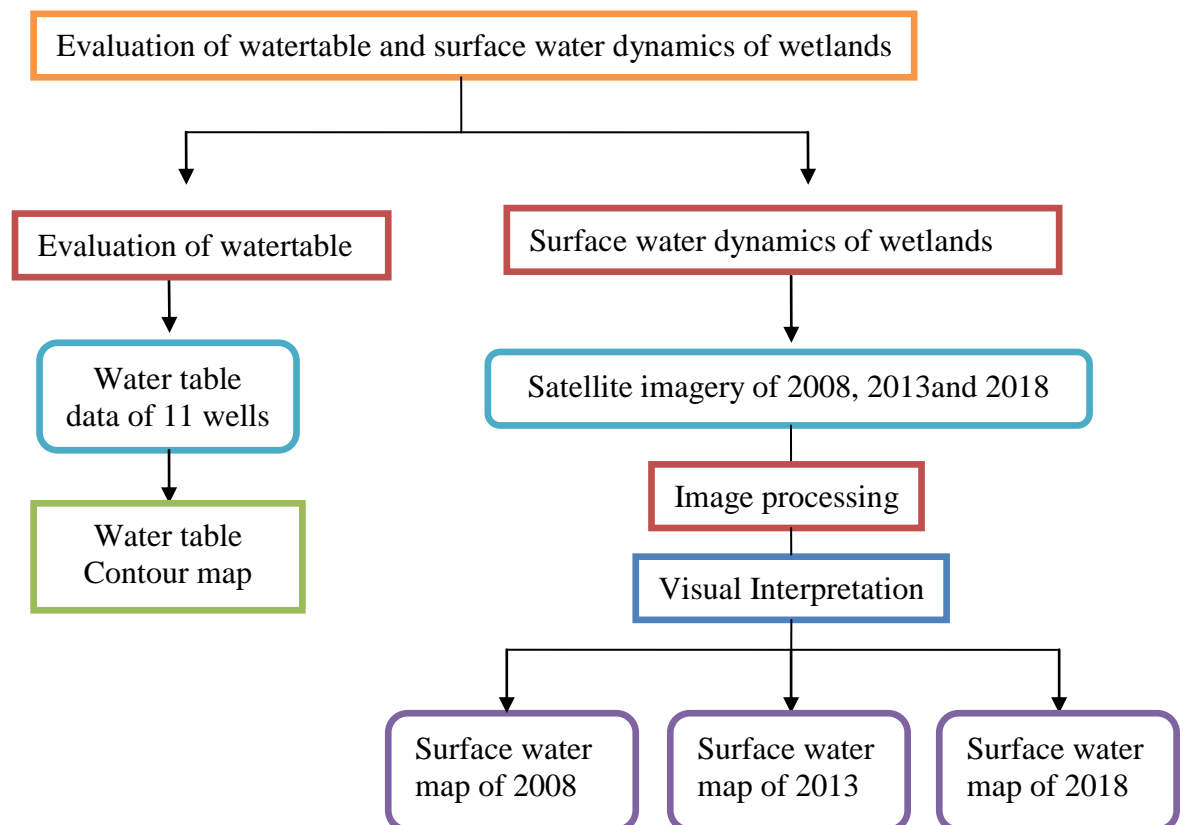 Evaluation of watertable and surface water dynamics of wetlands
Evaluation of watertable
Surface water dynamics of wetlands
Water table
data of 11 wells
Satellite imagery of 2008, 2013and 2018
Image processing
Water table
Contour map
Visual Interpretation
Surface water
map of 2008
Surface water
map of 2013
Surface water
map of 2018